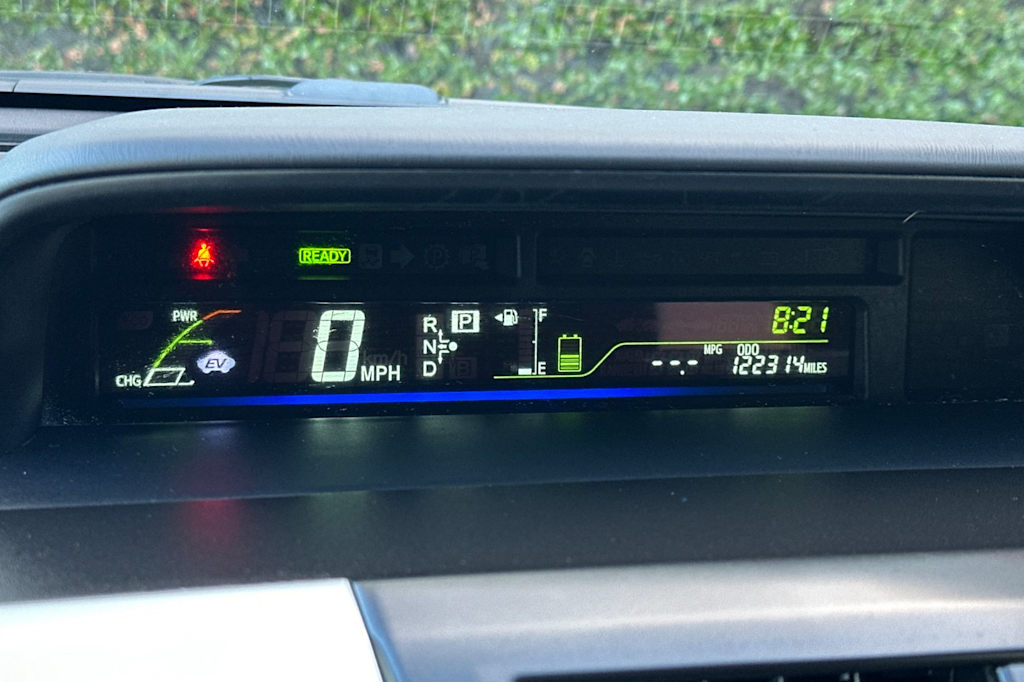 READY
PWR
EV
CHG
0 MPH
km/h
R
N
D
P
B
F
E
8:21
--.- MPG
ODO
122314 MILES